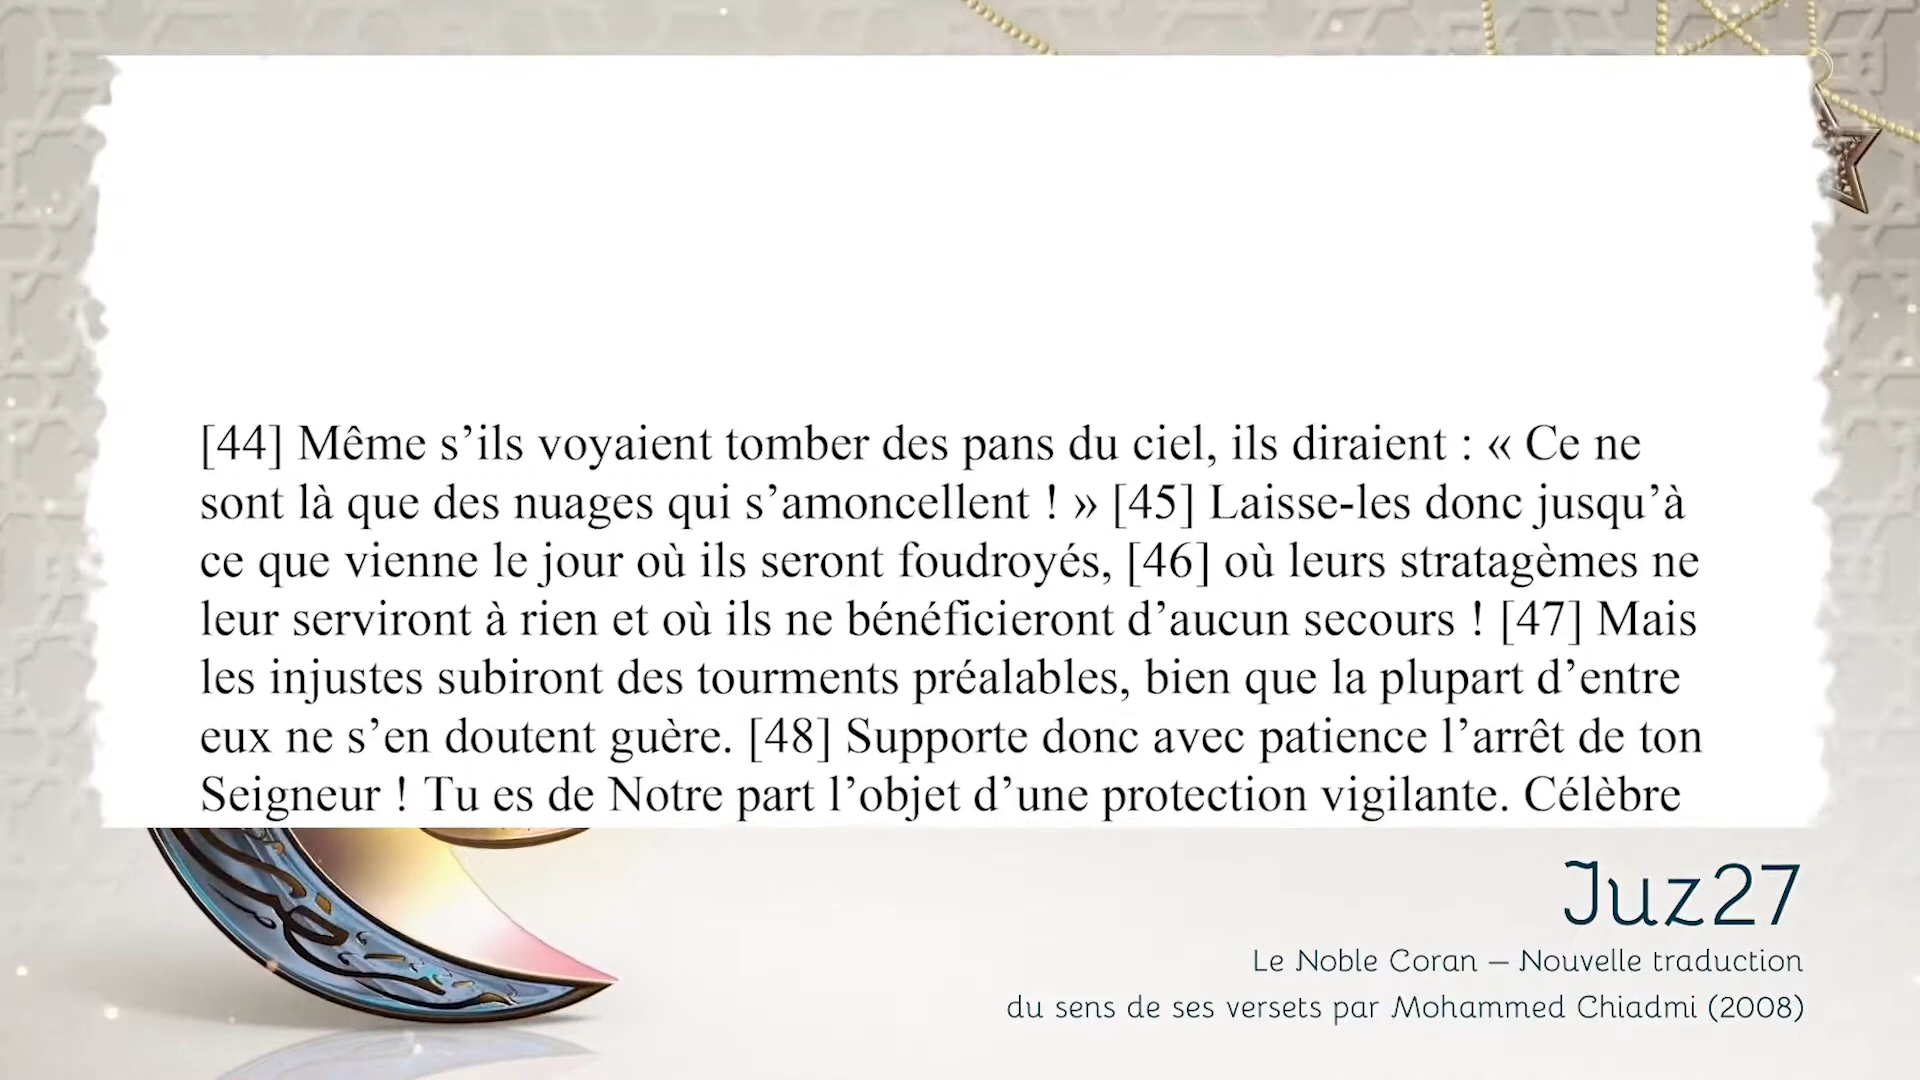 [44] Même s’ils voyaient tomber des pans du ciel, ils diraient : « Ce ne
sont là que des nuages qui s’amoncellent ! » [45] Laisse-les donc jusqu’à
ce que vienne le jour où ils seront foudroyés, [46] où leurs stratagèmes ne
leur serviront à rien et où ils ne bénéficieront d’aucun secours ! [47] Mais
les injustes subiront des tourments préalables, bien que la plupart d’entre
eux ne s’en doutent guère. [48] Supporte donc avec patience l’arrêt de ton
Seigneur ! Tu es de Notre part l’objet d’une protection vigilante. Célèbre
Juz27
Le Noble Coran – Nouvelle traduction
du sens de ses versets par Mohammed Chiadmi (2008)